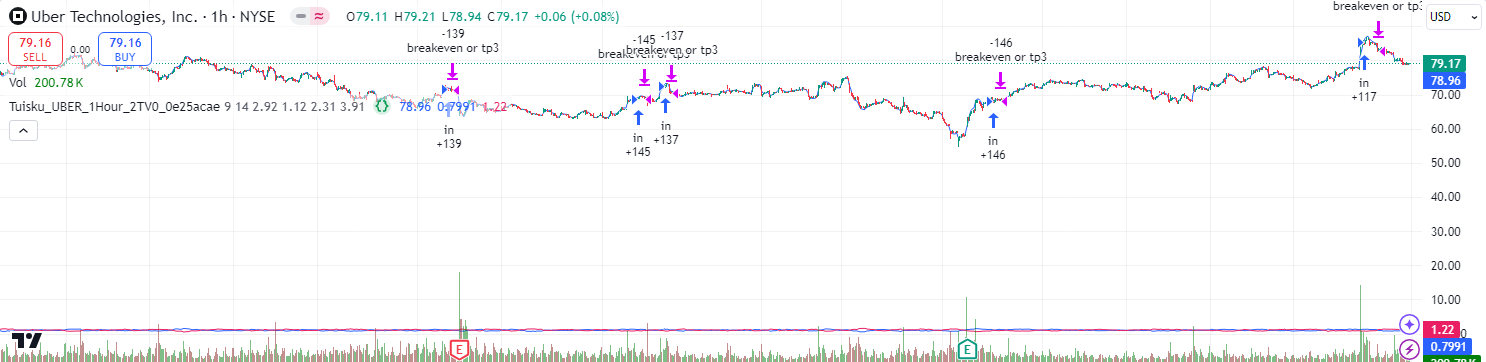 Uber Technologies, Inc. · 1h · NYSE O79.11 H79.21 L78.94 C79.17 +0.06 (+0.08%)
breakeven or tp3
USD
79.16
SELL
0.00
79.16
BUY
Vol 200.78 K
Tuisku_UBER_1Hour_2TV0_0e25acae 9 14 2.92 1.12 2.31 3.91 {} 78.96 0.7991 1.22
-139
breakeven or tp3
in
+139
-145
breakeven or tp3
in
+145
-137
breakeven or tp3
in
+137
-146
breakeven or tp3
in
+146
in
+117
79.17
78.96
70.00
60.00
50.00
40.00
30.00
20.00
10.00
1.22
0.7991
200.78 K
E
E